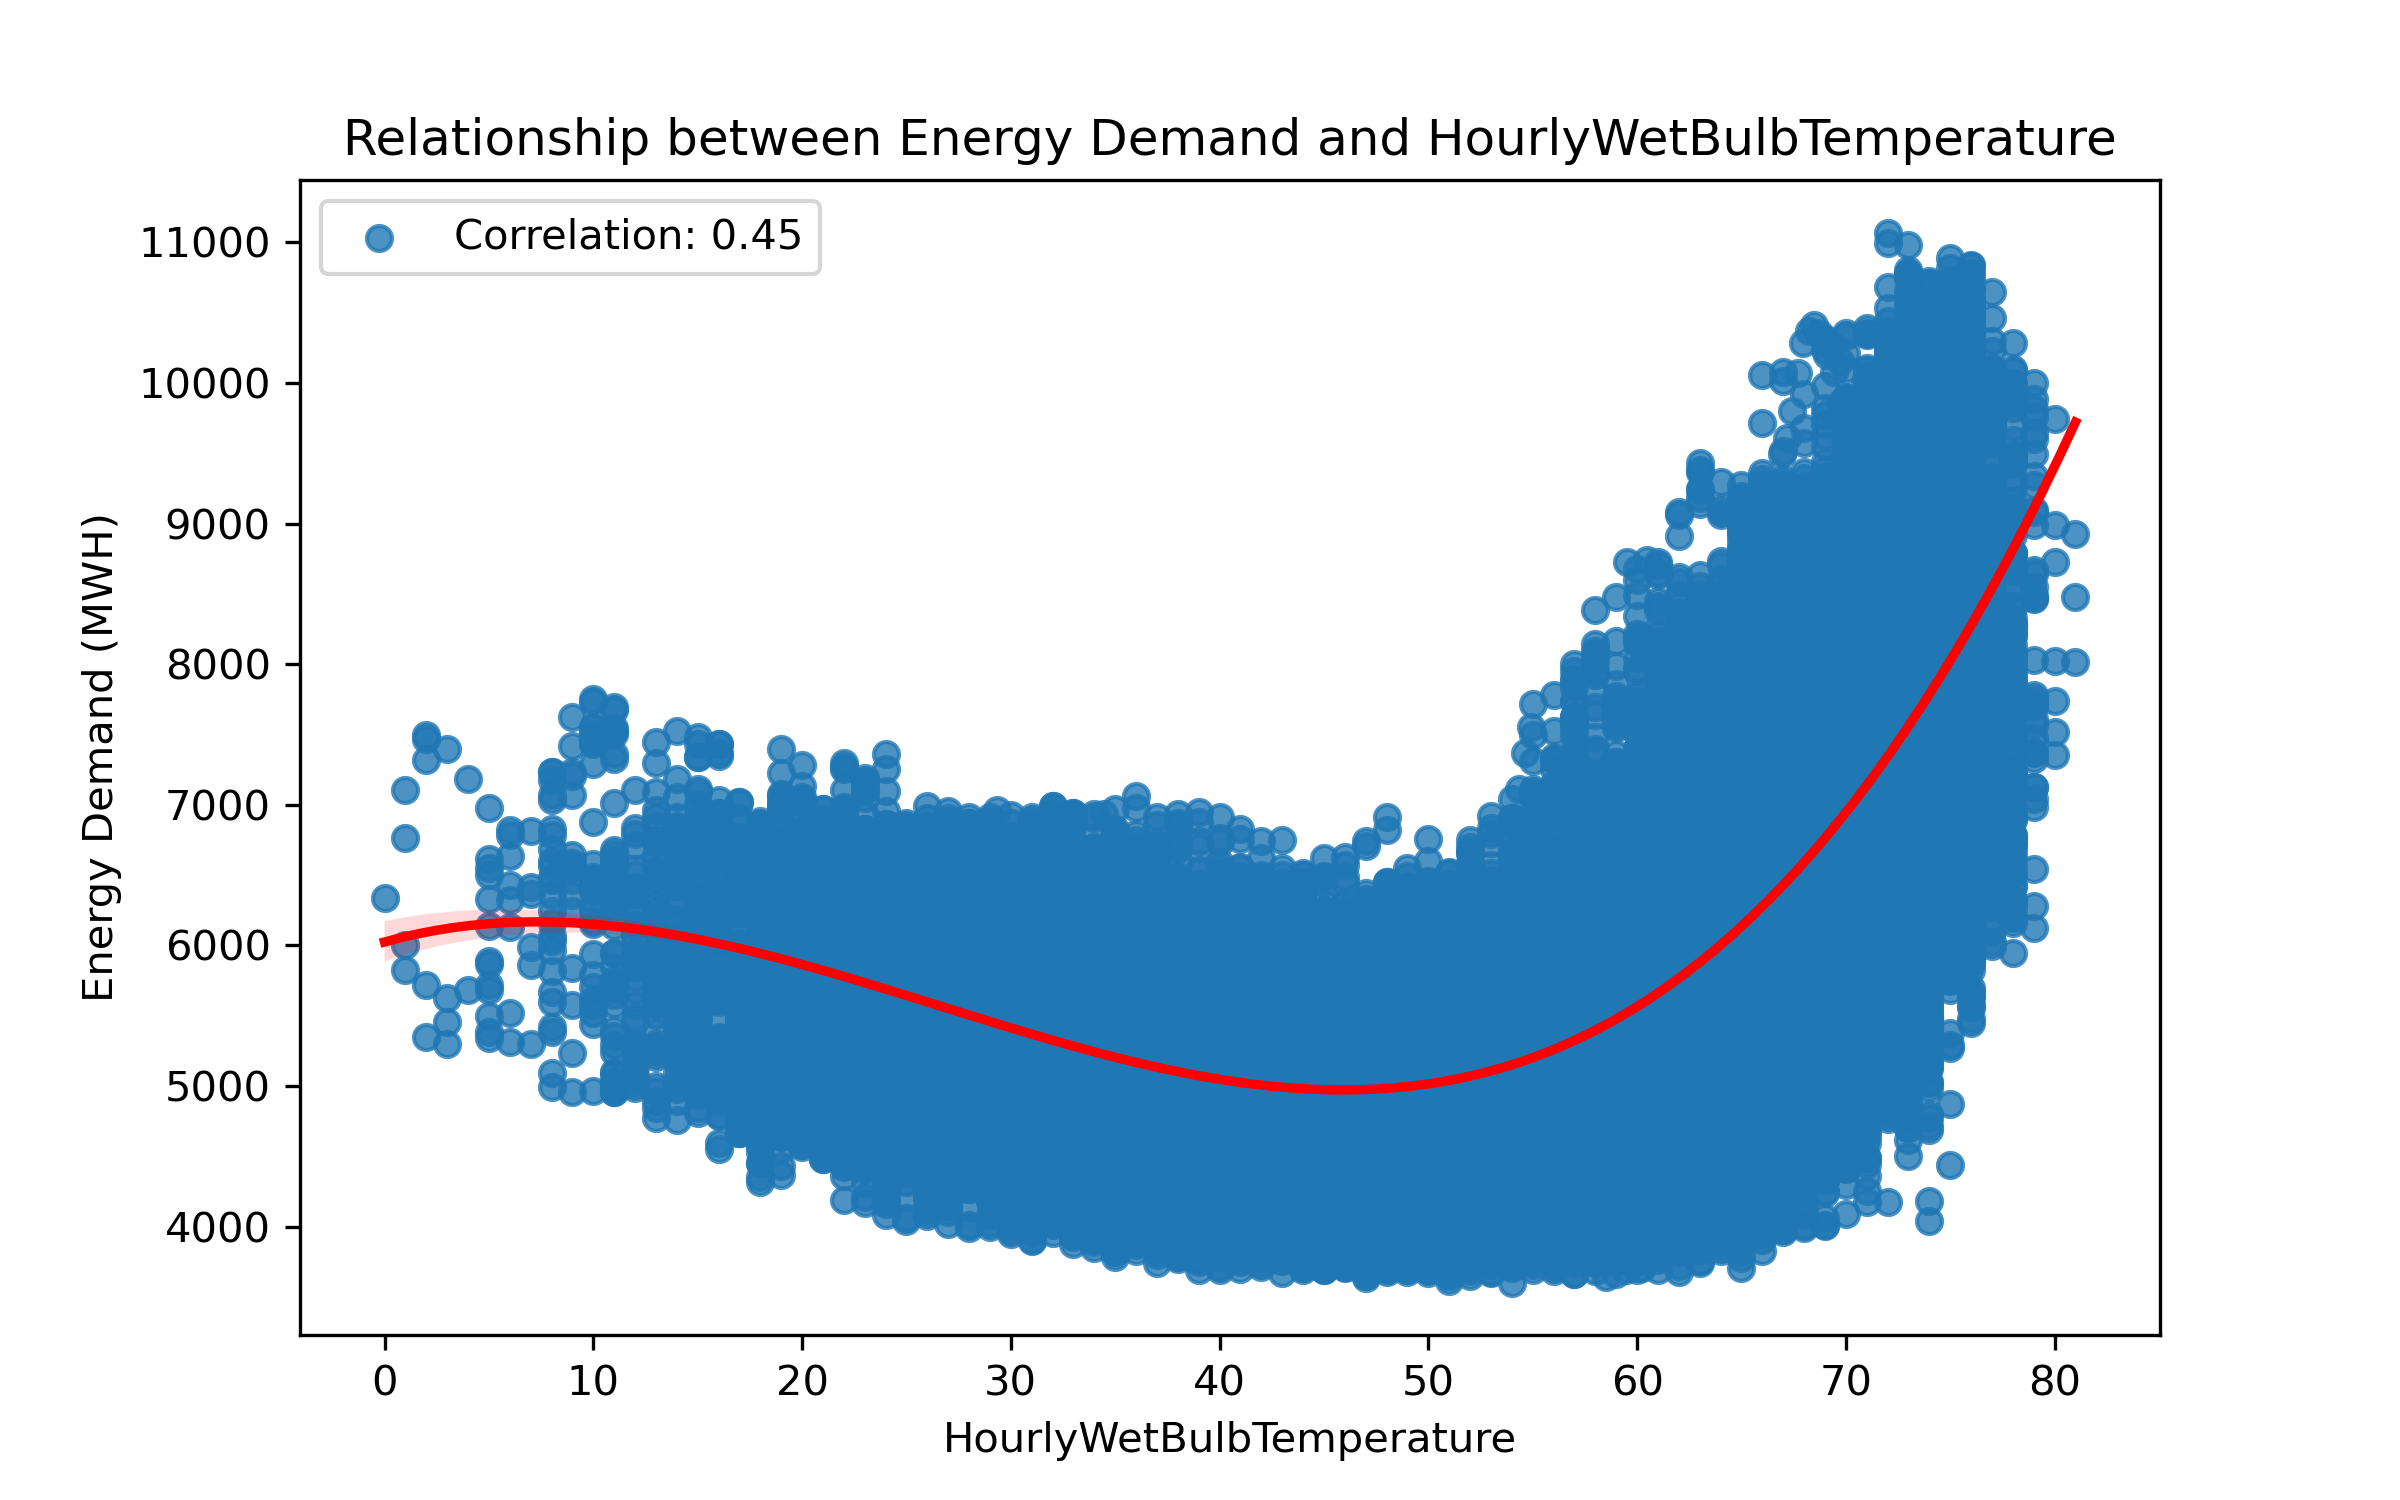 Relationship between Energy Demand and HourlyWetBulbTemperature
Correlation: 0.45
Energy Demand (MWH)
11000
10000
9000
8000
7000
6000
5000
4000
0 10 20 30 40 50 60 70 80
HourlyWetBulbTemperature